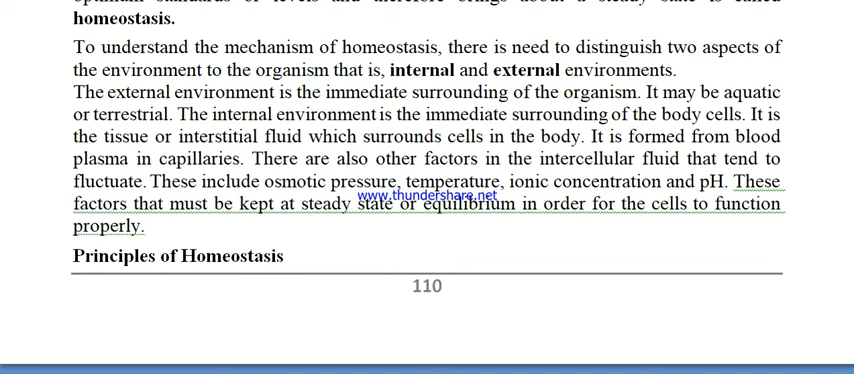 homeostasis.
To understand the mechanism of homeostasis, there is need to distinguish two aspects of
the environment to the organism that is, internal and external environments.
The external environment is the immediate surrounding of the organism. It may be aquatic
or terrestrial. The internal environment is the immediate surrounding of the body cells. It is
the tissue or interstitial fluid which surrounds cells in the body. It is formed from blood
plasma in capillaries. There are also other factors in the intercellular fluid that tend to
fluctuate. These include osmotic pressure, temperature, ionic concentration and pH. These
www.thundershare.net
factors that must be kept at steady state or equilibrium in order for the cells to function
properly.
Principles of Homeostasis
110